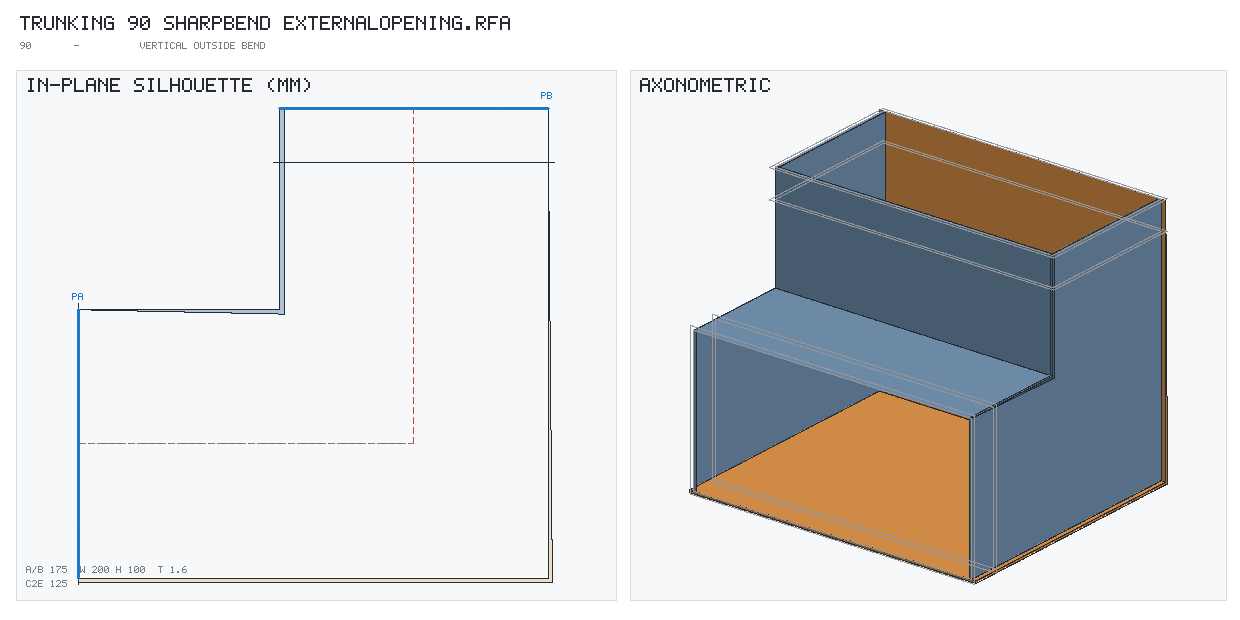 TRUNKING 90 SHARPBEND EXTERNALOPENING.RFA
90 - VERTICAL OUTSIDE BEND
IN-PLANE SILHOUETTE (MM)
PB
PA
A/B 175 W 200 H 100 T 1.6
C2E 125
AXONOMETRIC